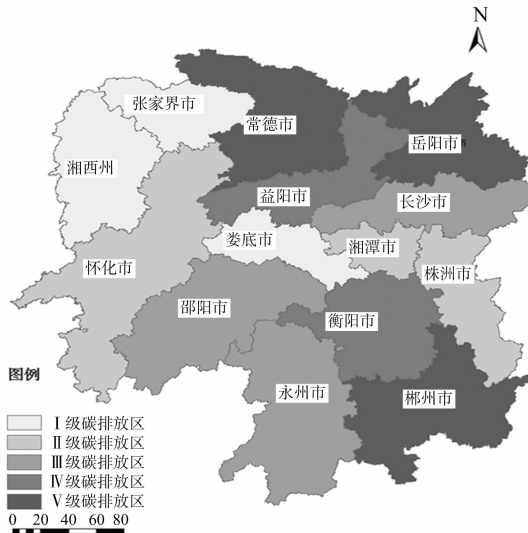 N
张家界市
常德市
岳阳市
湘西州
益阳市
长沙市
娄底市
湘潭市
怀化市
株洲市
邵阳市
衡阳市
永州市
郴州市
图例
Ⅰ级碳排放区
Ⅱ级碳排放区
Ⅲ级碳排放区
Ⅳ级碳排放区
Ⅴ级碳排放区
0 20 40 60 80